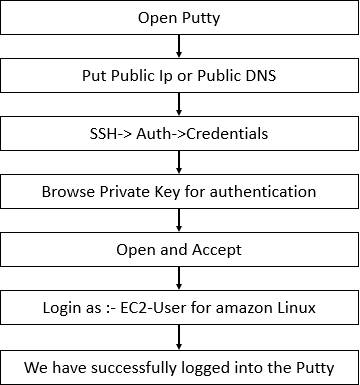 Open Putty
Put Public Ip or Public DNS
SSH-> Auth->Credentials
Browse Private Key for authentication
Open and Accept
Login as :- EC2-User for amazon Linux
We have successfully logged into the Putty